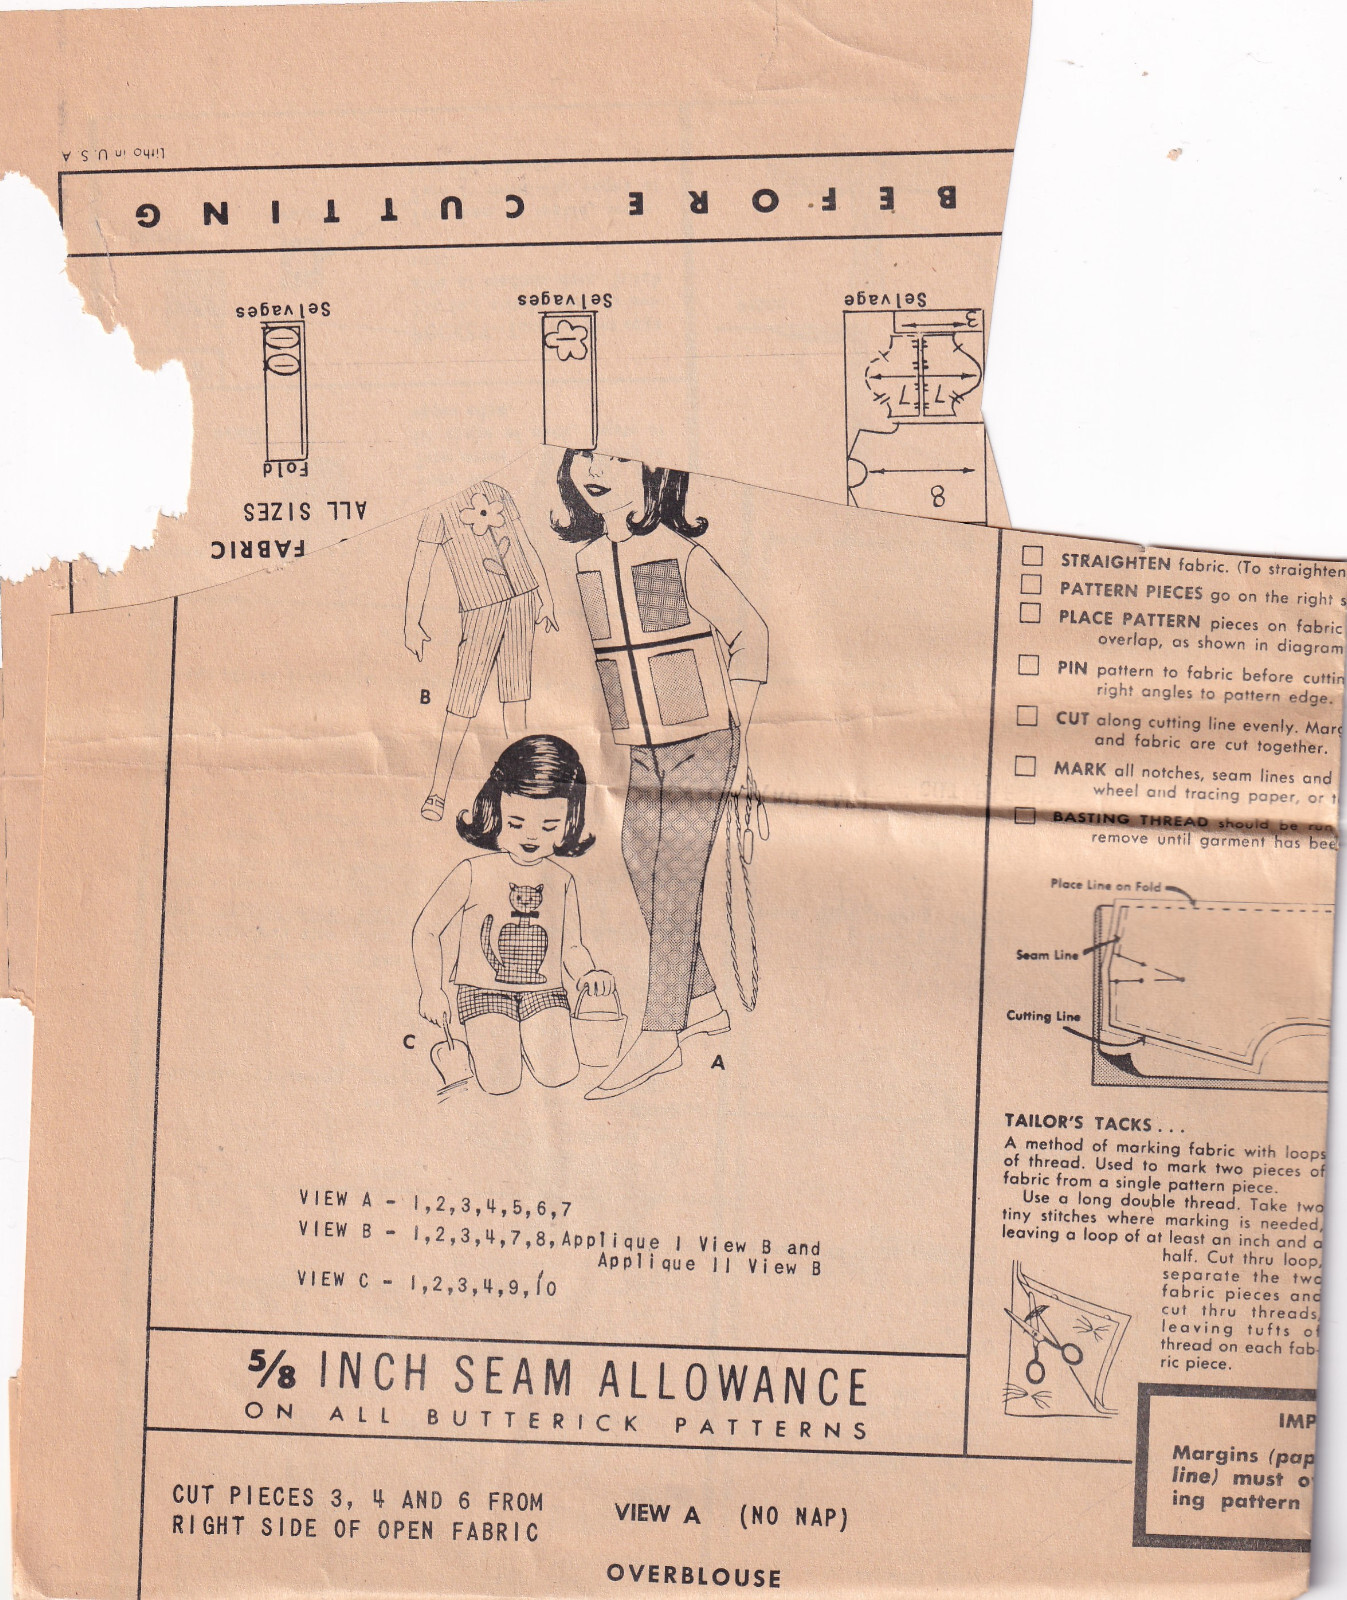 Litho in U.S.A
BEFORE CUTTING
Selvages
Selvages
Selvage
3
7 7
8
Fold
ALL SIZES
FABRIC
B
C
A
VIEW A - 1,2,3,4,5,6,7
VIEW B - 1,2,3,4,7,8,Applique I View B and
Applique II View B
VIEW C - 1,2,3,4,9,10
5/8 INCH SEAM ALLOWANCE
ON ALL BUTTERICK PATTERNS
CUT PIECES 3, 4 AND 6 FROM
RIGHT SIDE OF OPEN FABRIC
VIEW A (NO NAP)
OVERBLOUSE
STRAIGHTEN fabric. (To straighten
PATTERN PIECES go on the right s
PLACE PATTERN pieces on fabric
overlap, as shown in diagram
PIN pattern to fabric before cuttin
right angles to pattern edge.
CUT along cutting line evenly. Marg
and fabric are cut together.
MARK all notches, seam lines and
wheel and tracing paper, or t
BASTING THREAD should be run
remove until garment has bee
Place Line on Fold
Seam Line
Cutting Line
TAILOR'S TACKS...
A method of marking fabric with loops
of thread. Used to mark two pieces of
fabric from a single pattern piece.
Use a long double thread. Take two
tiny stitches where marking is needed,
leaving a loop of at least an inch and a
half. Cut thru loop,
separate the two
fabric pieces and
cut thru threads,
leaving tufts of
thread on each fab-
ric piece.
IMP
Margins (pap
line) must o
ing pattern